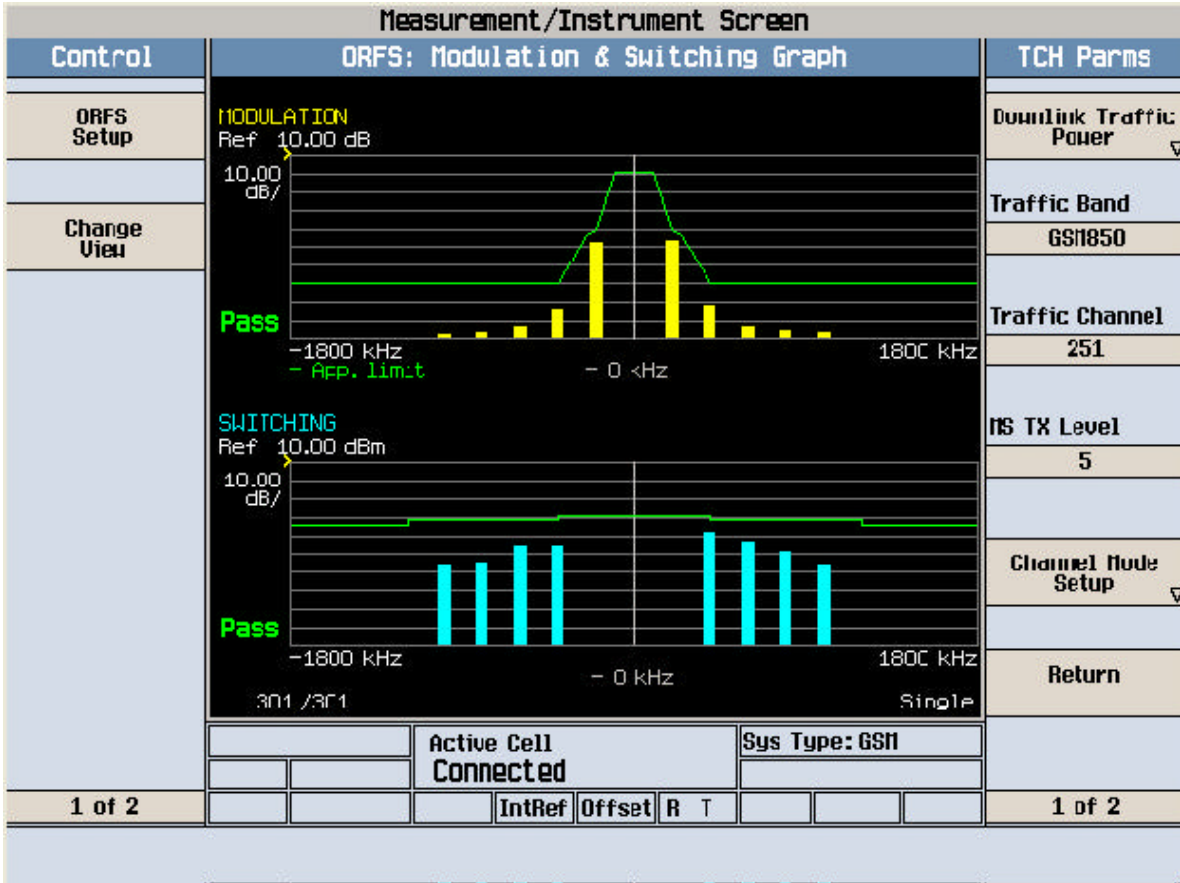 Measurement/Instrument Screen
Control
ORFS: Modulation & Switching Graph
TCH Parms
ORFS
Setup
Change
View
1 of 2
MODULATION
Ref 10.00 dB
10.00
dB/
Pass
-1800 kHz
1800 kHz
- App. limit
- 0 kHz
SWITCHING
Ref 10.00 dBm
10.00
dB/
Pass
-1800 kHz
1800 kHz
- 0 kHz
301 /301
Single
Active Cell
Connected
Sys Type: GSM
IntRef
Offset
R T
Downlink Traffic
Power
Traffic Band
GSM850
Traffic Channel
251
MS TX Level
5
Channel Mode
Setup
Return
1 of 2